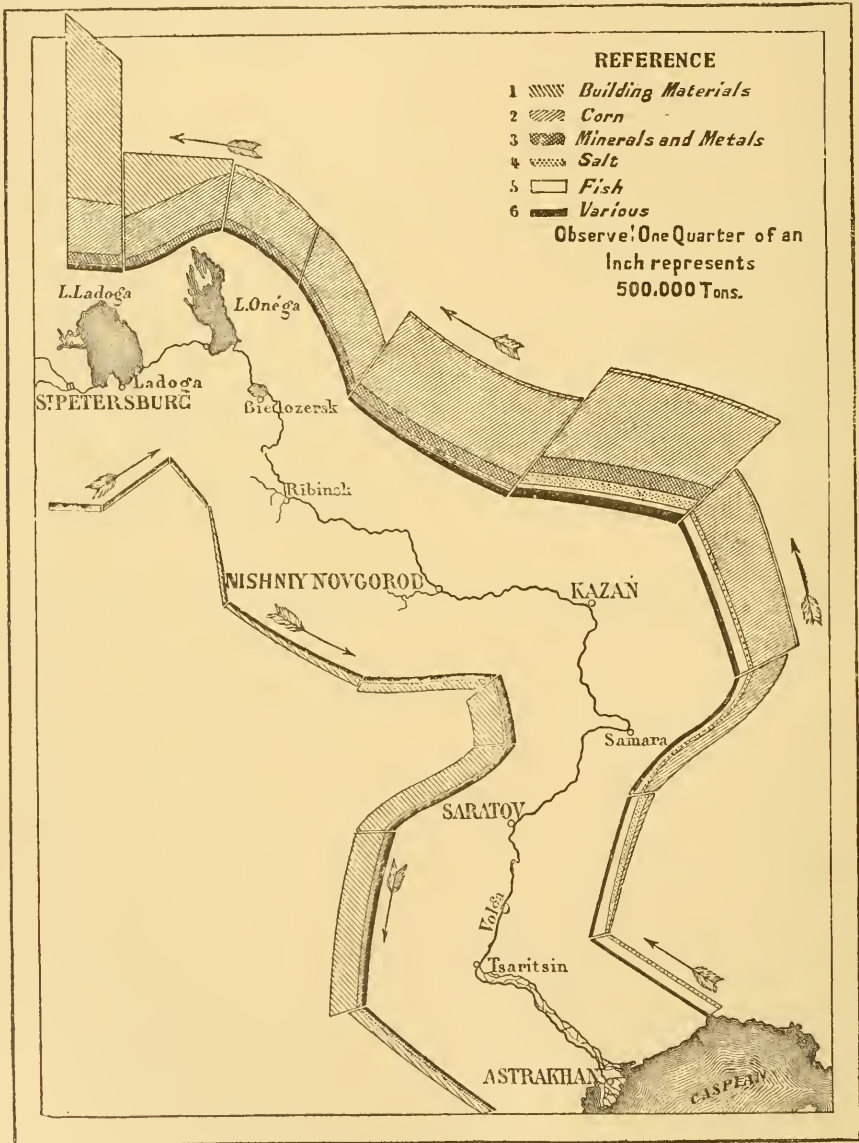 REFERENCE
1 Building Materials
2 Corn
3 Minerals and Metals
4 Salt
5 Fish
6 Various
Observe! One Quarter of an
Inch represents
500.000 Tons.
L.Ladoga
L.Onéga
Ladoga
ST PETERSBURG
Bielozersk
Ribinsk
NISHNIY NOVGOROD
KAZAŃ
Samara
SARATOV
Volga
Tsaritsin
ASTRAKHAN
CASPEAN